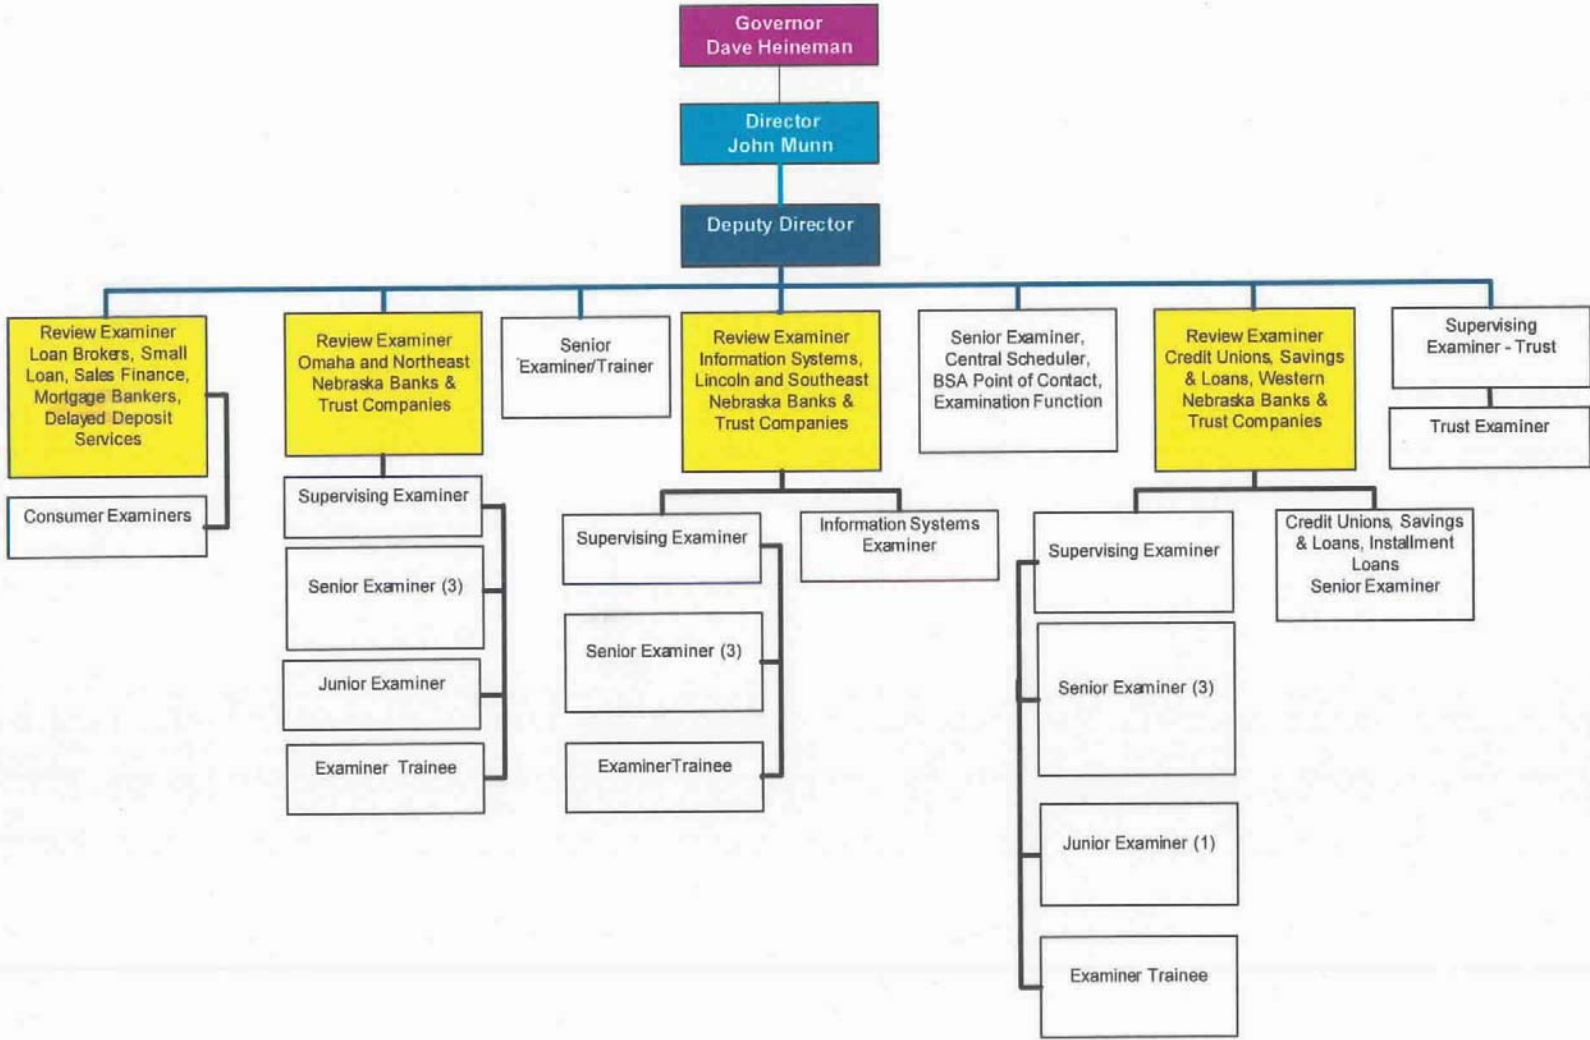 Governor
Dave Heineman
Director
John Munn
Deputy Director
Review Examiner
Loan Brokers, Small
Loan, Sales Finance,
Mortgage Bankers,
Delayed Deposit
Services
Consumer Examiners
Review Examiner
Omaha and Northeast
Nebraska Banks &
Trust Companies
Supervising Examiner
Senior Examiner (3)
Junior Examiner
Examiner Trainee
Senior
Examiner/Trainer
Review Examiner
Information Systems,
Lincoln and Southeast
Nebraska Banks &
Trust Companies
Supervising Examiner
Senior Examiner (3)
ExaminerTrainee
Information Systems
Examiner
Senior Examiner,
Central Scheduler,
BSA Point of Contact,
Examination Function
Review Examiner
Credit Unions, Savings
& Loans, Western
Nebraska Banks &
Trust Companies
Supervising Examiner
Senior Examiner (3)
Junior Examiner (1)
Examiner Trainee
Credit Unions, Savings
& Loans, Installment
Loans
Senior Examiner
Supervising
Examiner - Trust
Trust Examiner